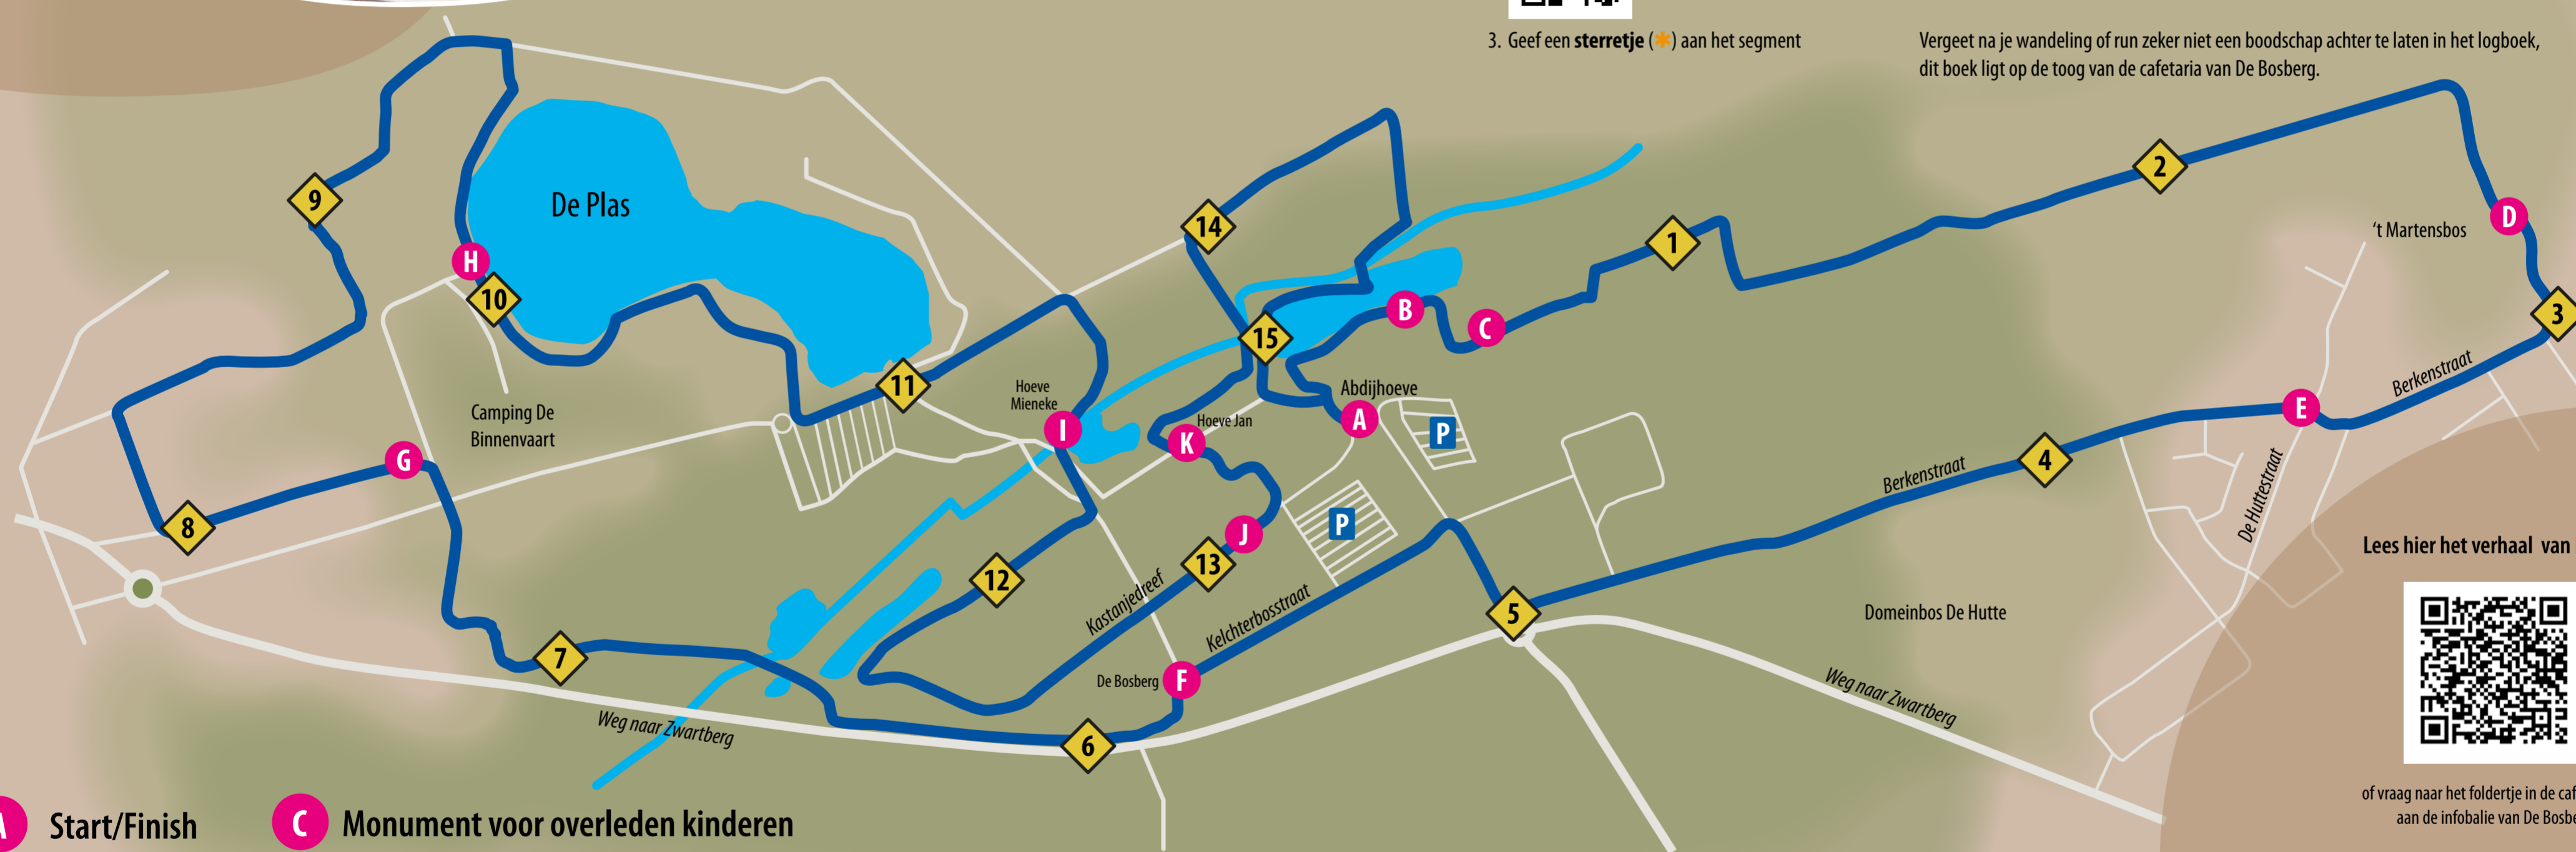 3. Geef een sterretje (✱) aan het segment
Vergeet na je wandeling of run zeker niet een boodschap achter te laten in het logboek,
dit boek ligt op de toog van de cafetaria van De Bosberg.
2
9
De Plas
14
D
1
't Martensbos
H
10
B
3
C
15
11
Hoeve
Mieneke
Abdijhoeve
Berkenstraat
E
Camping De
Binnenvaart
I
Hoeve Jan
A
P
K
G
Berkenstraat
4
De Huttestraat
8
J
P
Lees hier het verhaal van
12
13
Kastanjedreef
Kelchterbosstraat
5
Domeinbos De Hutte
7
De Bosberg
F
Weg naar Zwartberg
Weg naar Zwartberg
6
of vraag naar het foldertje in de caf
aan de infobalie van De Bosbe
A Start/Finish
C Monument voor overleden kinderen